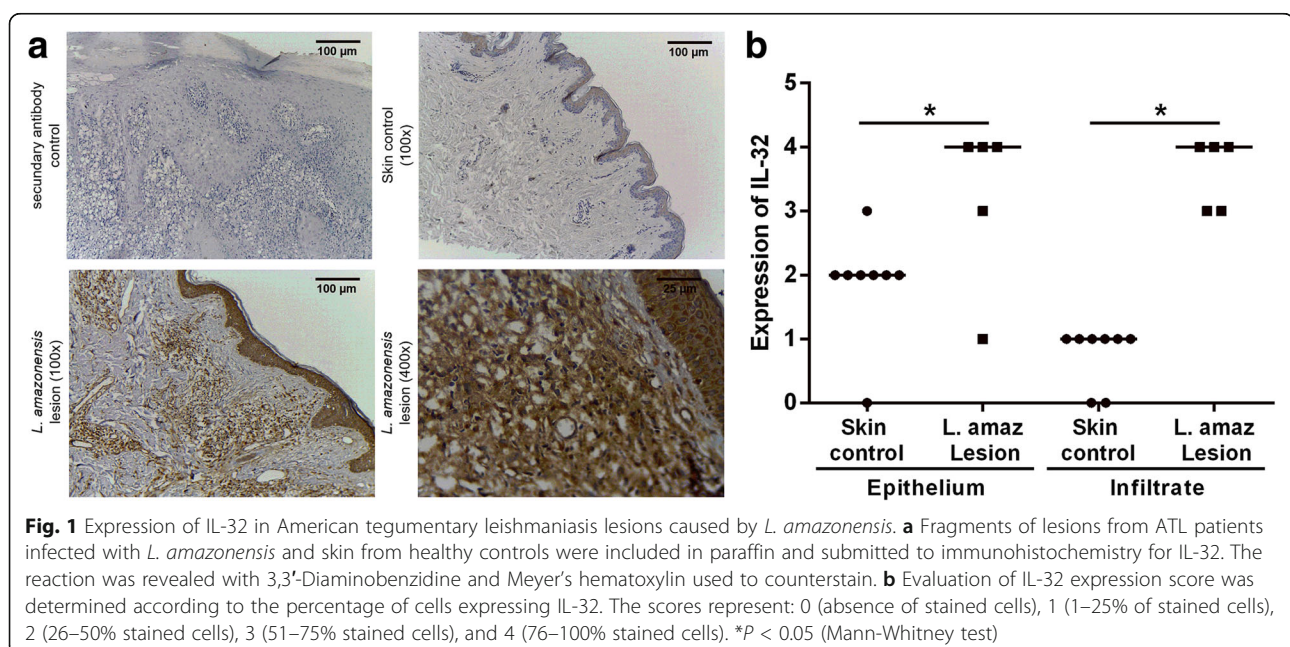 a
secundary antibody
control
100 µm
Skin control
(100x)
100 µm
L. amazonensis
lesion (100x)
100 µm
L. amazonensis
lesion (400x)
25 µm
b
Expression of IL-32
5
4
3
2
1
0
*
*
Skin
control
L. amaz
Lesion
Skin
control
L. amaz
Lesion
Epithelium
Infiltrate
Fig. 1 Expression of IL-32 in American tegumentary leishmaniasis lesions caused by L. amazonensis. a Fragments of lesions from ATL patients
infected with L. amazonensis and skin from healthy controls were included in paraffin and submitted to immunohistochemistry for IL-32. The
reaction was revealed with 3,3′-Diaminobenzidine and Meyer's hematoxylin used to counterstain. b Evaluation of IL-32 expression score was
determined according to the percentage of cells expressing IL-32. The scores represent: 0 (absence of stained cells), 1 (1–25% of stained cells),
2 (26–50% stained cells), 3 (51–75% stained cells), and 4 (76–100% stained cells). *P < 0.05 (Mann-Whitney test)